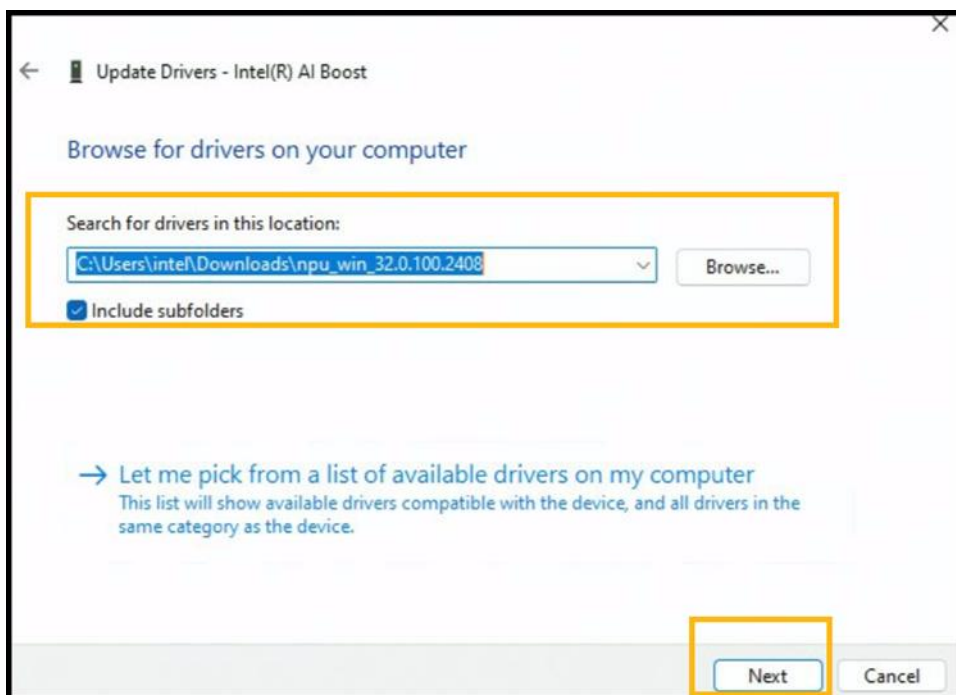 Update Drivers - Intel(R) AI Boost
Browse for drivers on your computer
Search for drivers in this location:
C:\Users\intel\Downloads\npu_win_32.0.100.2408
Browse...
Include subfolders
Let me pick from a list of available drivers on my computer
This list will show available drivers compatible with the device, and all drivers in the
same category as the device.
Next
Cancel